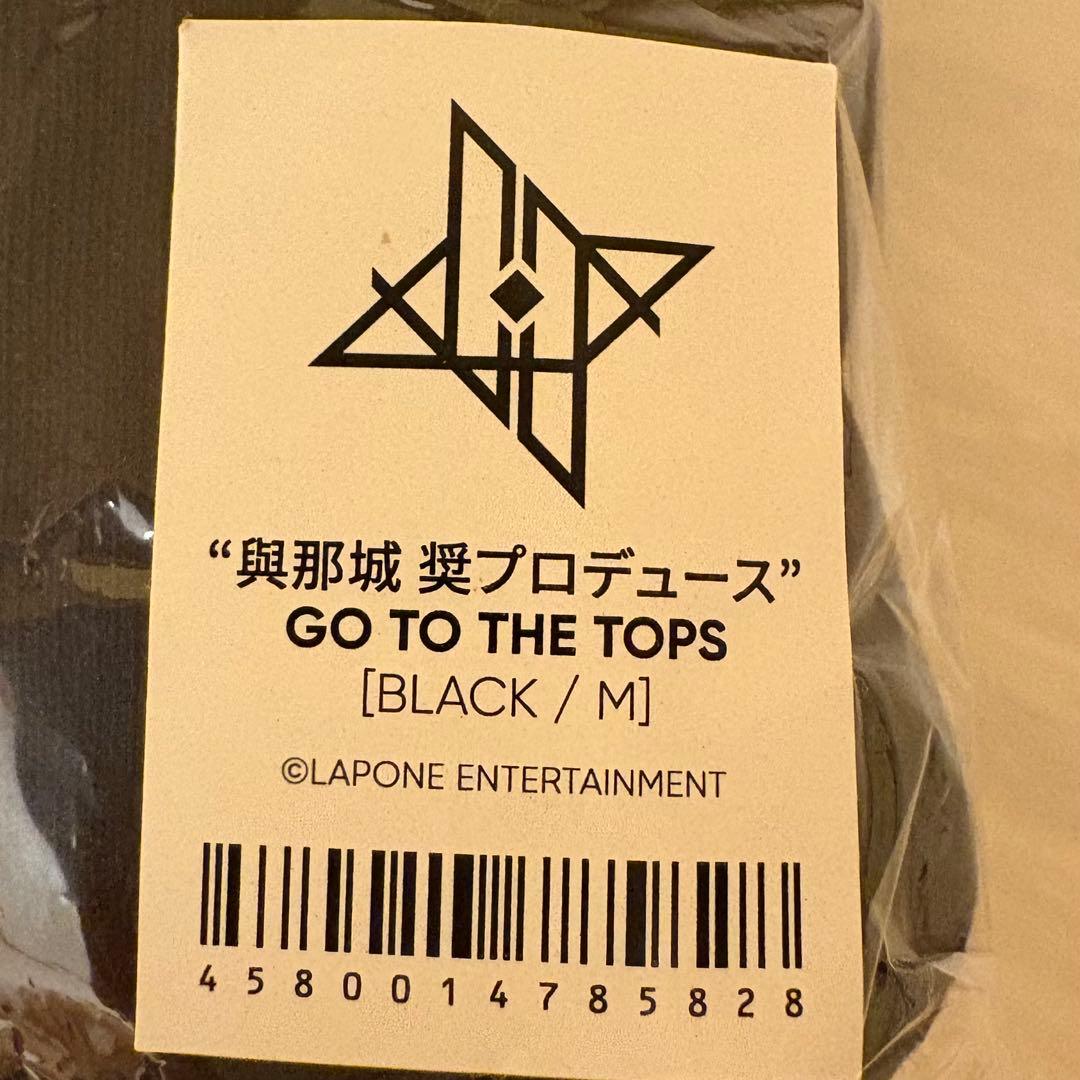 “與那城 奨プロデュース”
GO TO THE TOPS
[BLACK / M]
©LAPONE ENTERTAINMENT
4580014785828